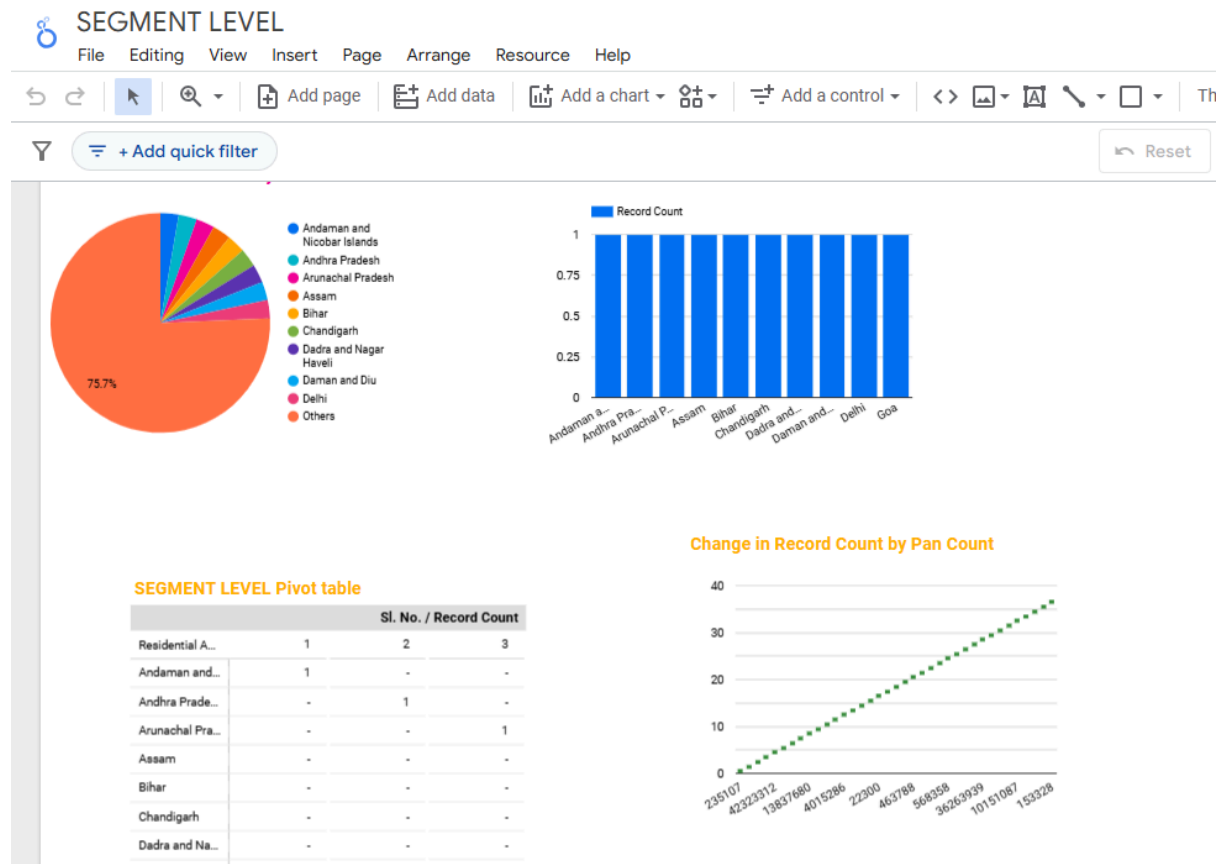 SEGMENT LEVEL
File Editing View Insert Page Arrange Resource Help
Add page Add data Add a chart Add a control Th
+ Add quick filter Reset
Andaman and
Nicobar Islands
Andhra Pradesh
Arunachal Pradesh
Assam
Bihar
Chandigarh
Dadra and Nagar
Haveli
Daman and Diu
Delhi
Others
75.7%
Record Count
1
0.75
0.5
0.25
0
Andaman a...
Andhra Pra...
Arunachal P...
Assam
Bihar
Chandigarh
Dadra and...
Daman and...
Delhi
Goa
SEGMENT LEVEL Pivot table
Sl. No. / Record Count
Residential A... 1 2 3
Andaman and... 1 - -
Andhra Prade... - 1 -
Arunachal Pra... - - 1
Assam - - -
Bihar - - -
Chandigarh - - -
Dadra and Na... - - -
Change in Record Count by Pan Count
40
30
20
10
0
235107
42323312
13837680
4015286
22300
463788
568358
36263939
10151087
153328